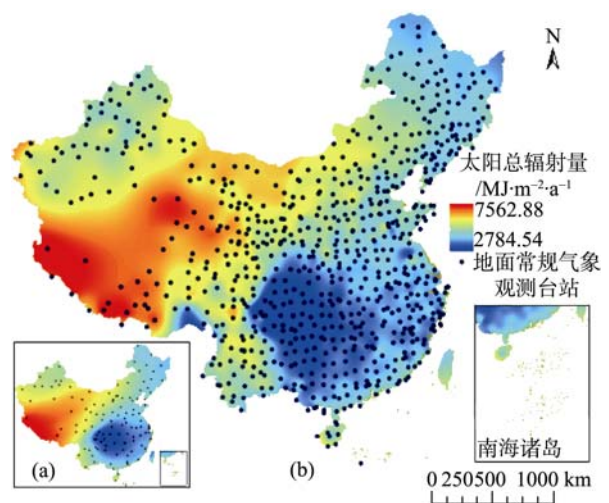 N
太阳总辐射量
/MJ·m⁻²·a⁻¹
7562.88
2784.54
地面常规气象
观测台站
南海诸岛
(a)
(b)
0 250500 1000 km